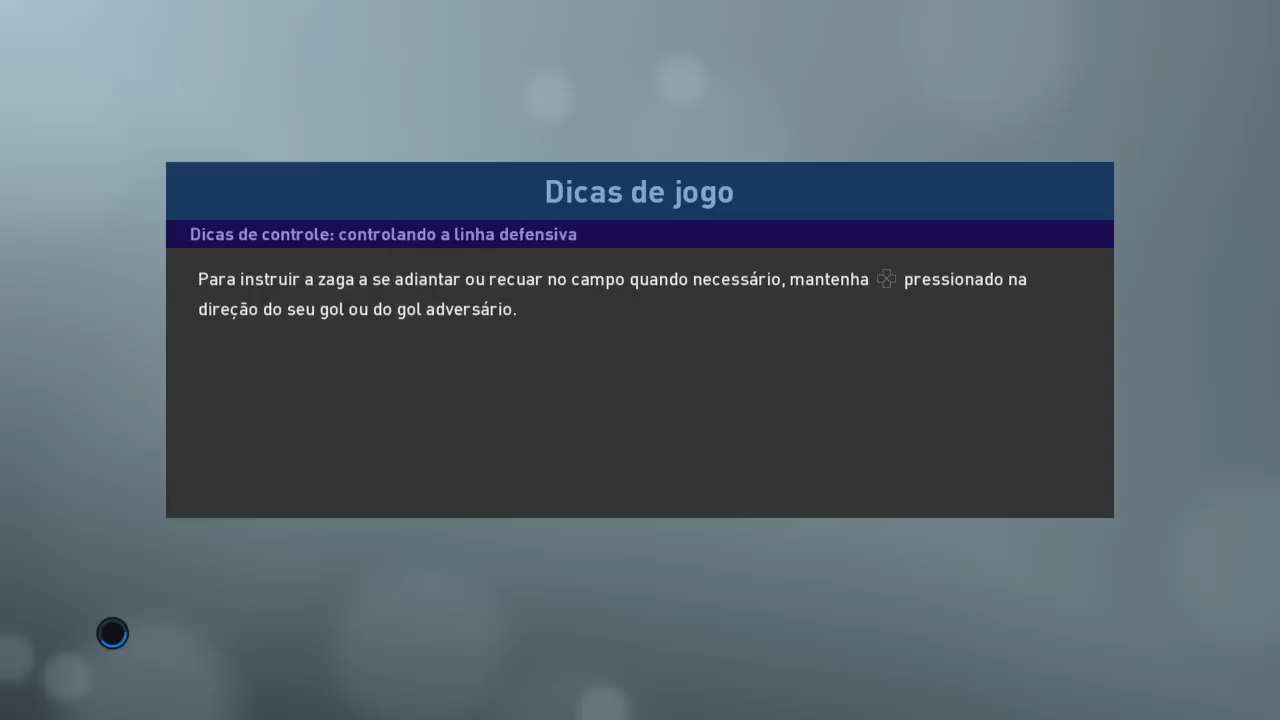 Dicas de jogo
Dicas de controle: controlando a linha defensiva
Para instruir a zaga a se adiantar ou recuar no campo quando necessário, mantenha pressionado na
direção do seu gol ou do gol adversário.